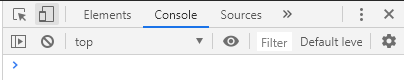 Elements Console Sources »
top Filter Default leve